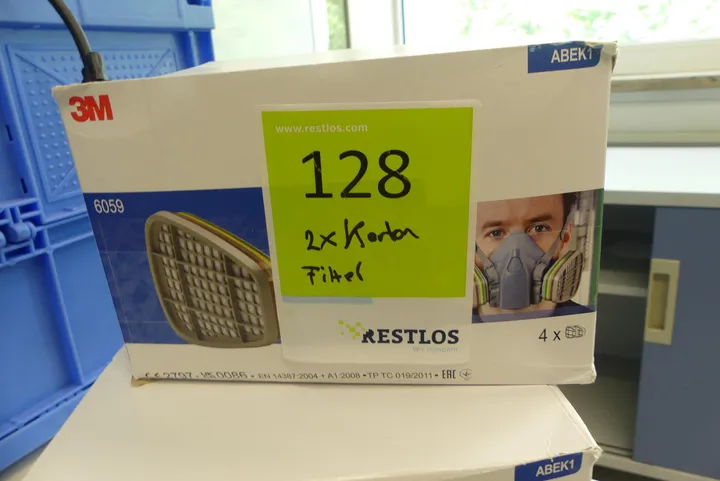 ABEK1
3M
www.restlos.com
128
6059
2x Karton
Filter
RESTLOS
4 x
EN 14387:2004 + A1:2008 • TP TC 019/2011 • EAC
ABEK1